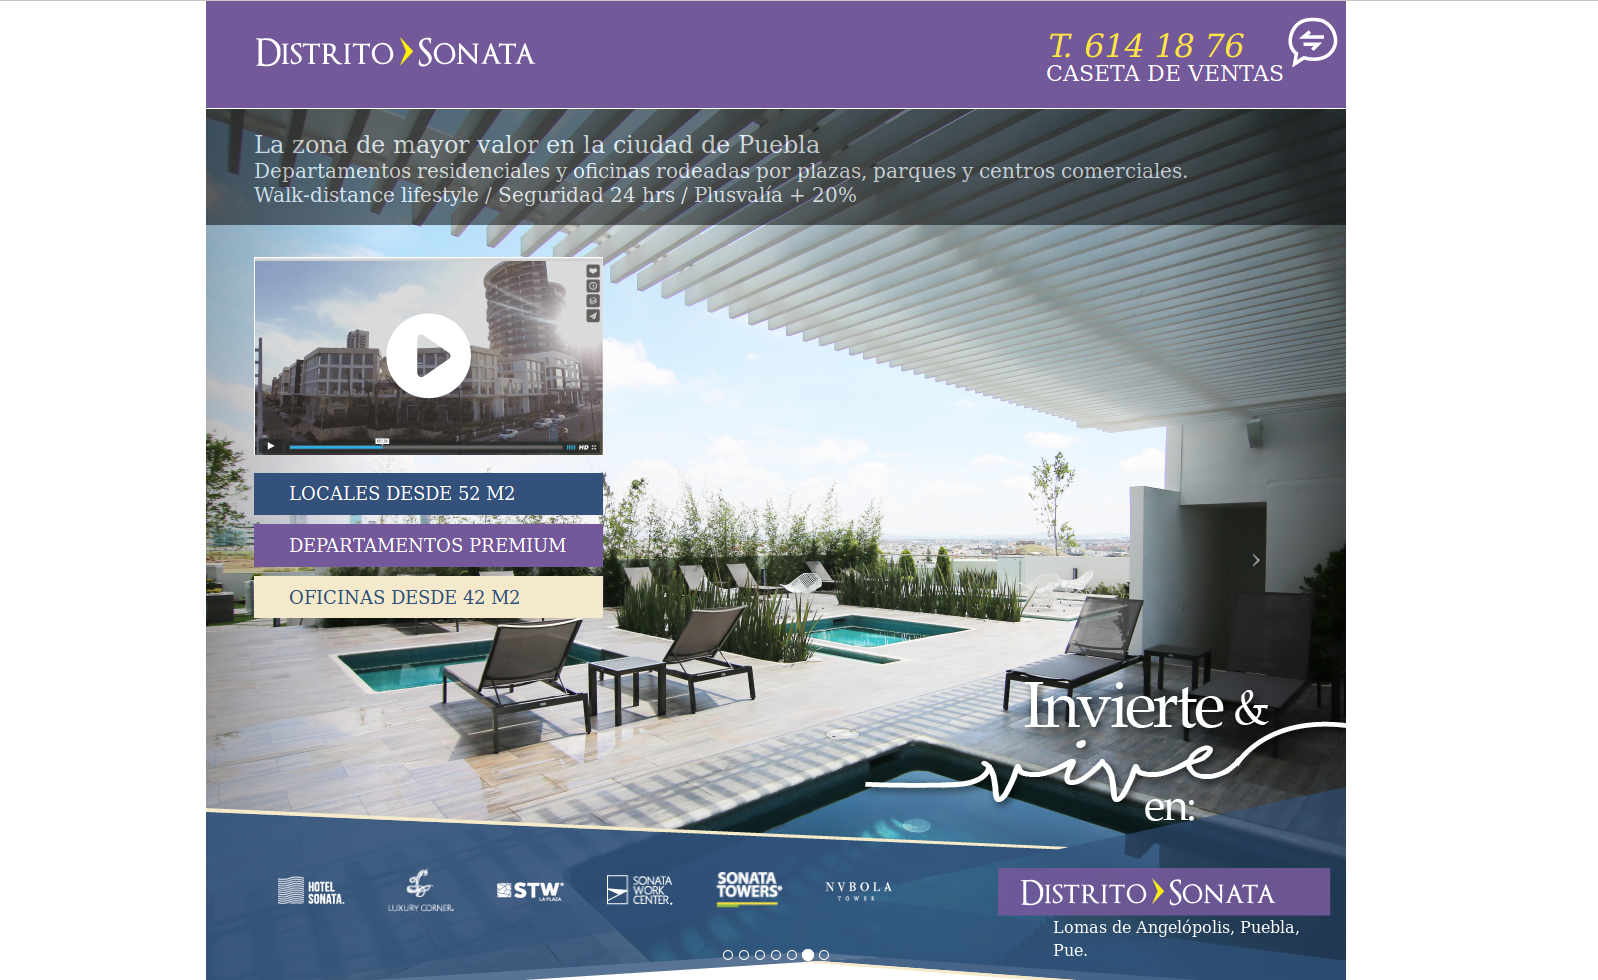 DISTRITO SONATA
T. 614 18 76
CASETA DE VENTAS
La zona de mayor valor en la ciudad de Puebla
Departamentos residenciales y oficinas rodeadas por plazas, parques y centros comerciales.
Walk-distance lifestyle / Seguridad 24 hrs / Plusvalía + 20%
HD
LOCALES DESDE 52 M2
DEPARTAMENTOS PREMIUM
OFICINAS DESDE 42 M2
Invierte &
vive
en:
HOTEL
SONATA.
LUXURY CORNER.
STW
LA PLAZA
SONATA
WORK
CENTER.
SONATA
TOWERS
NVBOLA
TOWER
DISTRITO SONATA
Lomas de Angelópolis, Puebla,
Pue.